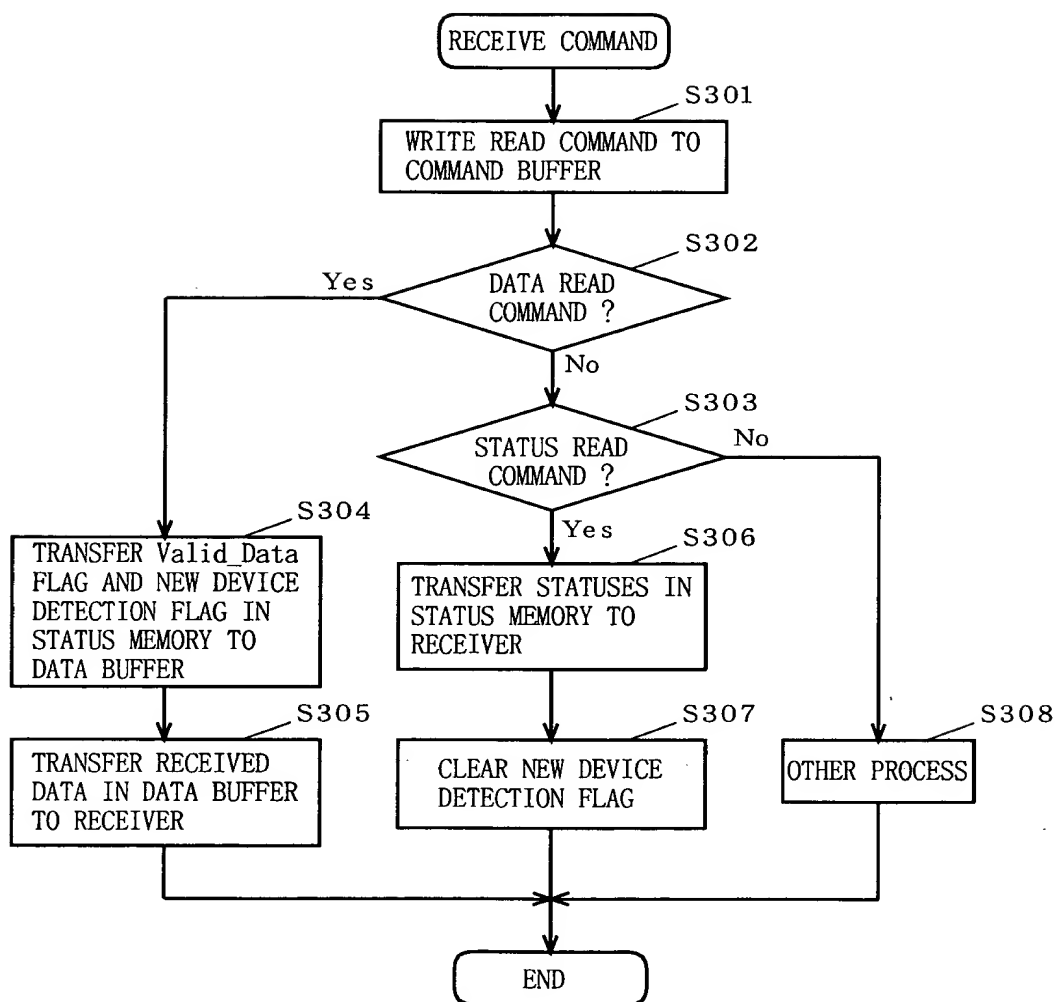 RECEIVE COMMAND
S301
WRITE READ COMMAND TO
COMMAND BUFFER
S302
Yes
DATA READ
COMMAND ?
No
S303
STATUS READ
COMMAND ?
No
S304
Yes
S306
TRANSFER Valid_Data
FLAG AND NEW DEVICE
DETECTION FLAG IN
STATUS MEMORY TO
DATA BUFFER
TRANSFER STATUSES IN
STATUS MEMORY TO
RECEIVER
S305
S307
S308
TRANSFER RECEIVED
DATA IN DATA BUFFER
TO RECEIVER
CLEAR NEW DEVICE
DETECTION FLAG
OTHER PROCESS
END